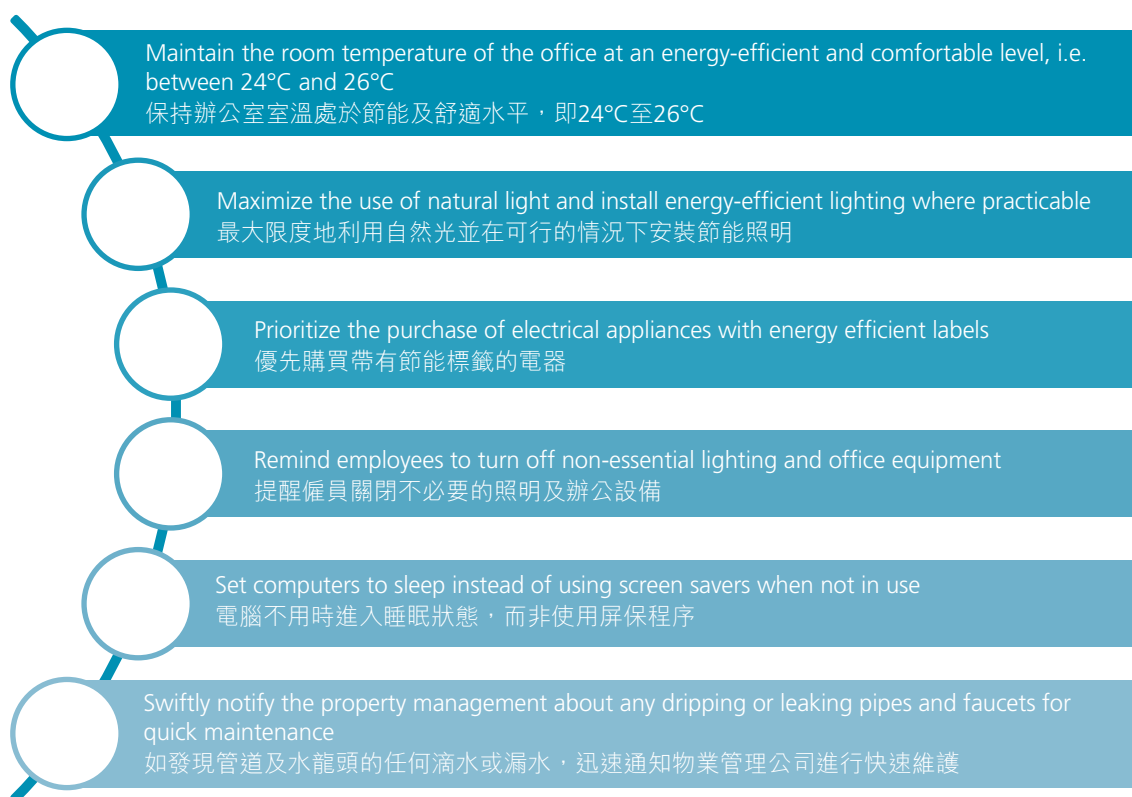 Maintain the room temperature of the office at an energy-efficient and comfortable level, i.e.
between 24°C and 26°C
保持辦公室室溫處於節能及舒適水平，即24°C至26°C
Maximize the use of natural light and install energy-efficient lighting where practicable
最大限度地利用自然光並在可行的情況下安裝節能照明
Prioritize the purchase of electrical appliances with energy efficient labels
優先購買帶有節能標籤的電器
Remind employees to turn off non-essential lighting and office equipment
提醒僱員關閉不必要的照明及辦公設備
Set computers to sleep instead of using screen savers when not in use
電腦不用時進入睡眠狀態，而非使用屏保程序
Swiftly notify the property management about any dripping or leaking pipes and faucets for
quick maintenance
如發現管道及水龍頭的任何滴水或漏水，迅速通知物業管理公司進行快速維護